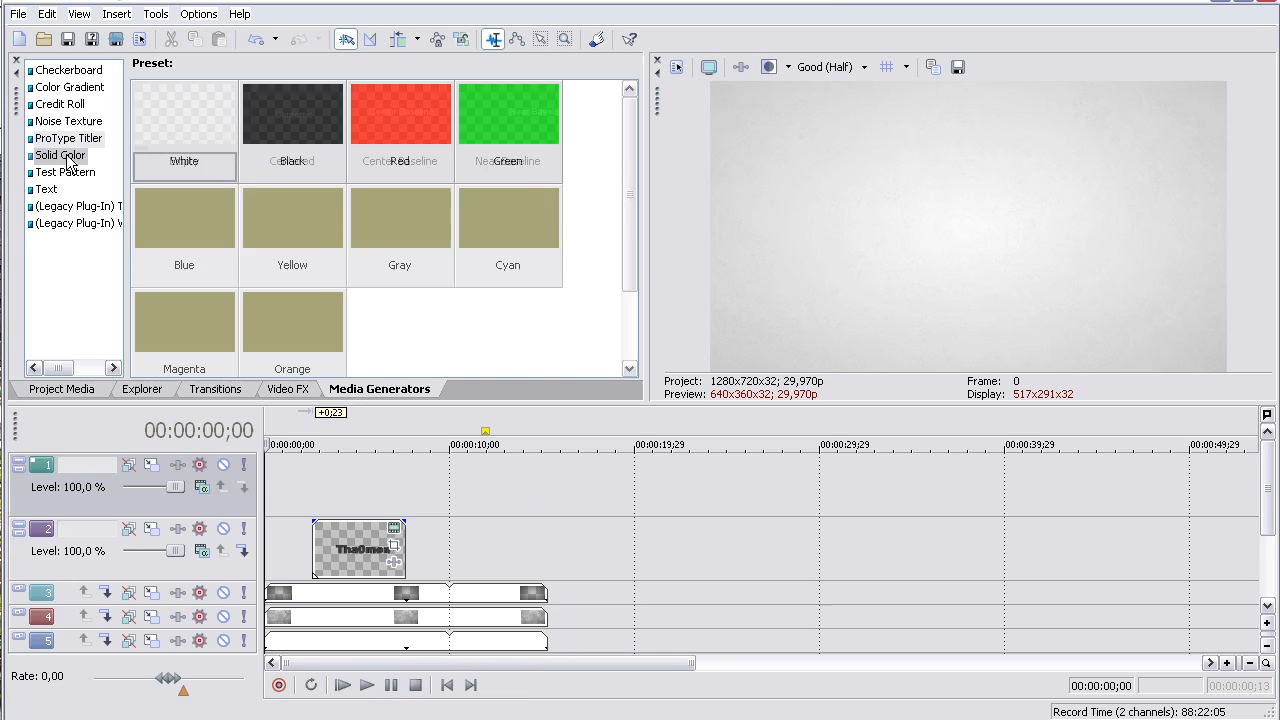 File Edit View Insert Tools Options Help
Preset:
Checkerboard
Color Gradient
Credit Roll
Noise Texture
ProType Titler
Solid Color
Test Pattern
Text
(Legacy Plug-In) T
(Legacy Plug-In) V
White Black Red Green
Blue Yellow Gray Cyan
Magenta Orange
Project Media Explorer Transitions Video FX Media Generators
Good (Half)
Project: 1280x720x32; 29,970p Frame: 0
Preview: 640x360x32; 29,970p Display: 517x291x32
+0;23
00:00:00;00
0:00:00;00 00:00:10;00 00:00:19;29 00:00:29;29 00:00:39;29 00:00:49;29
1
Level: 100,0 %
2
Level: 100,0 %
3
4
5
Rate: 0,00
00:00:00;00 00:00:00;13
Record Time (2 channels): 88:22:05